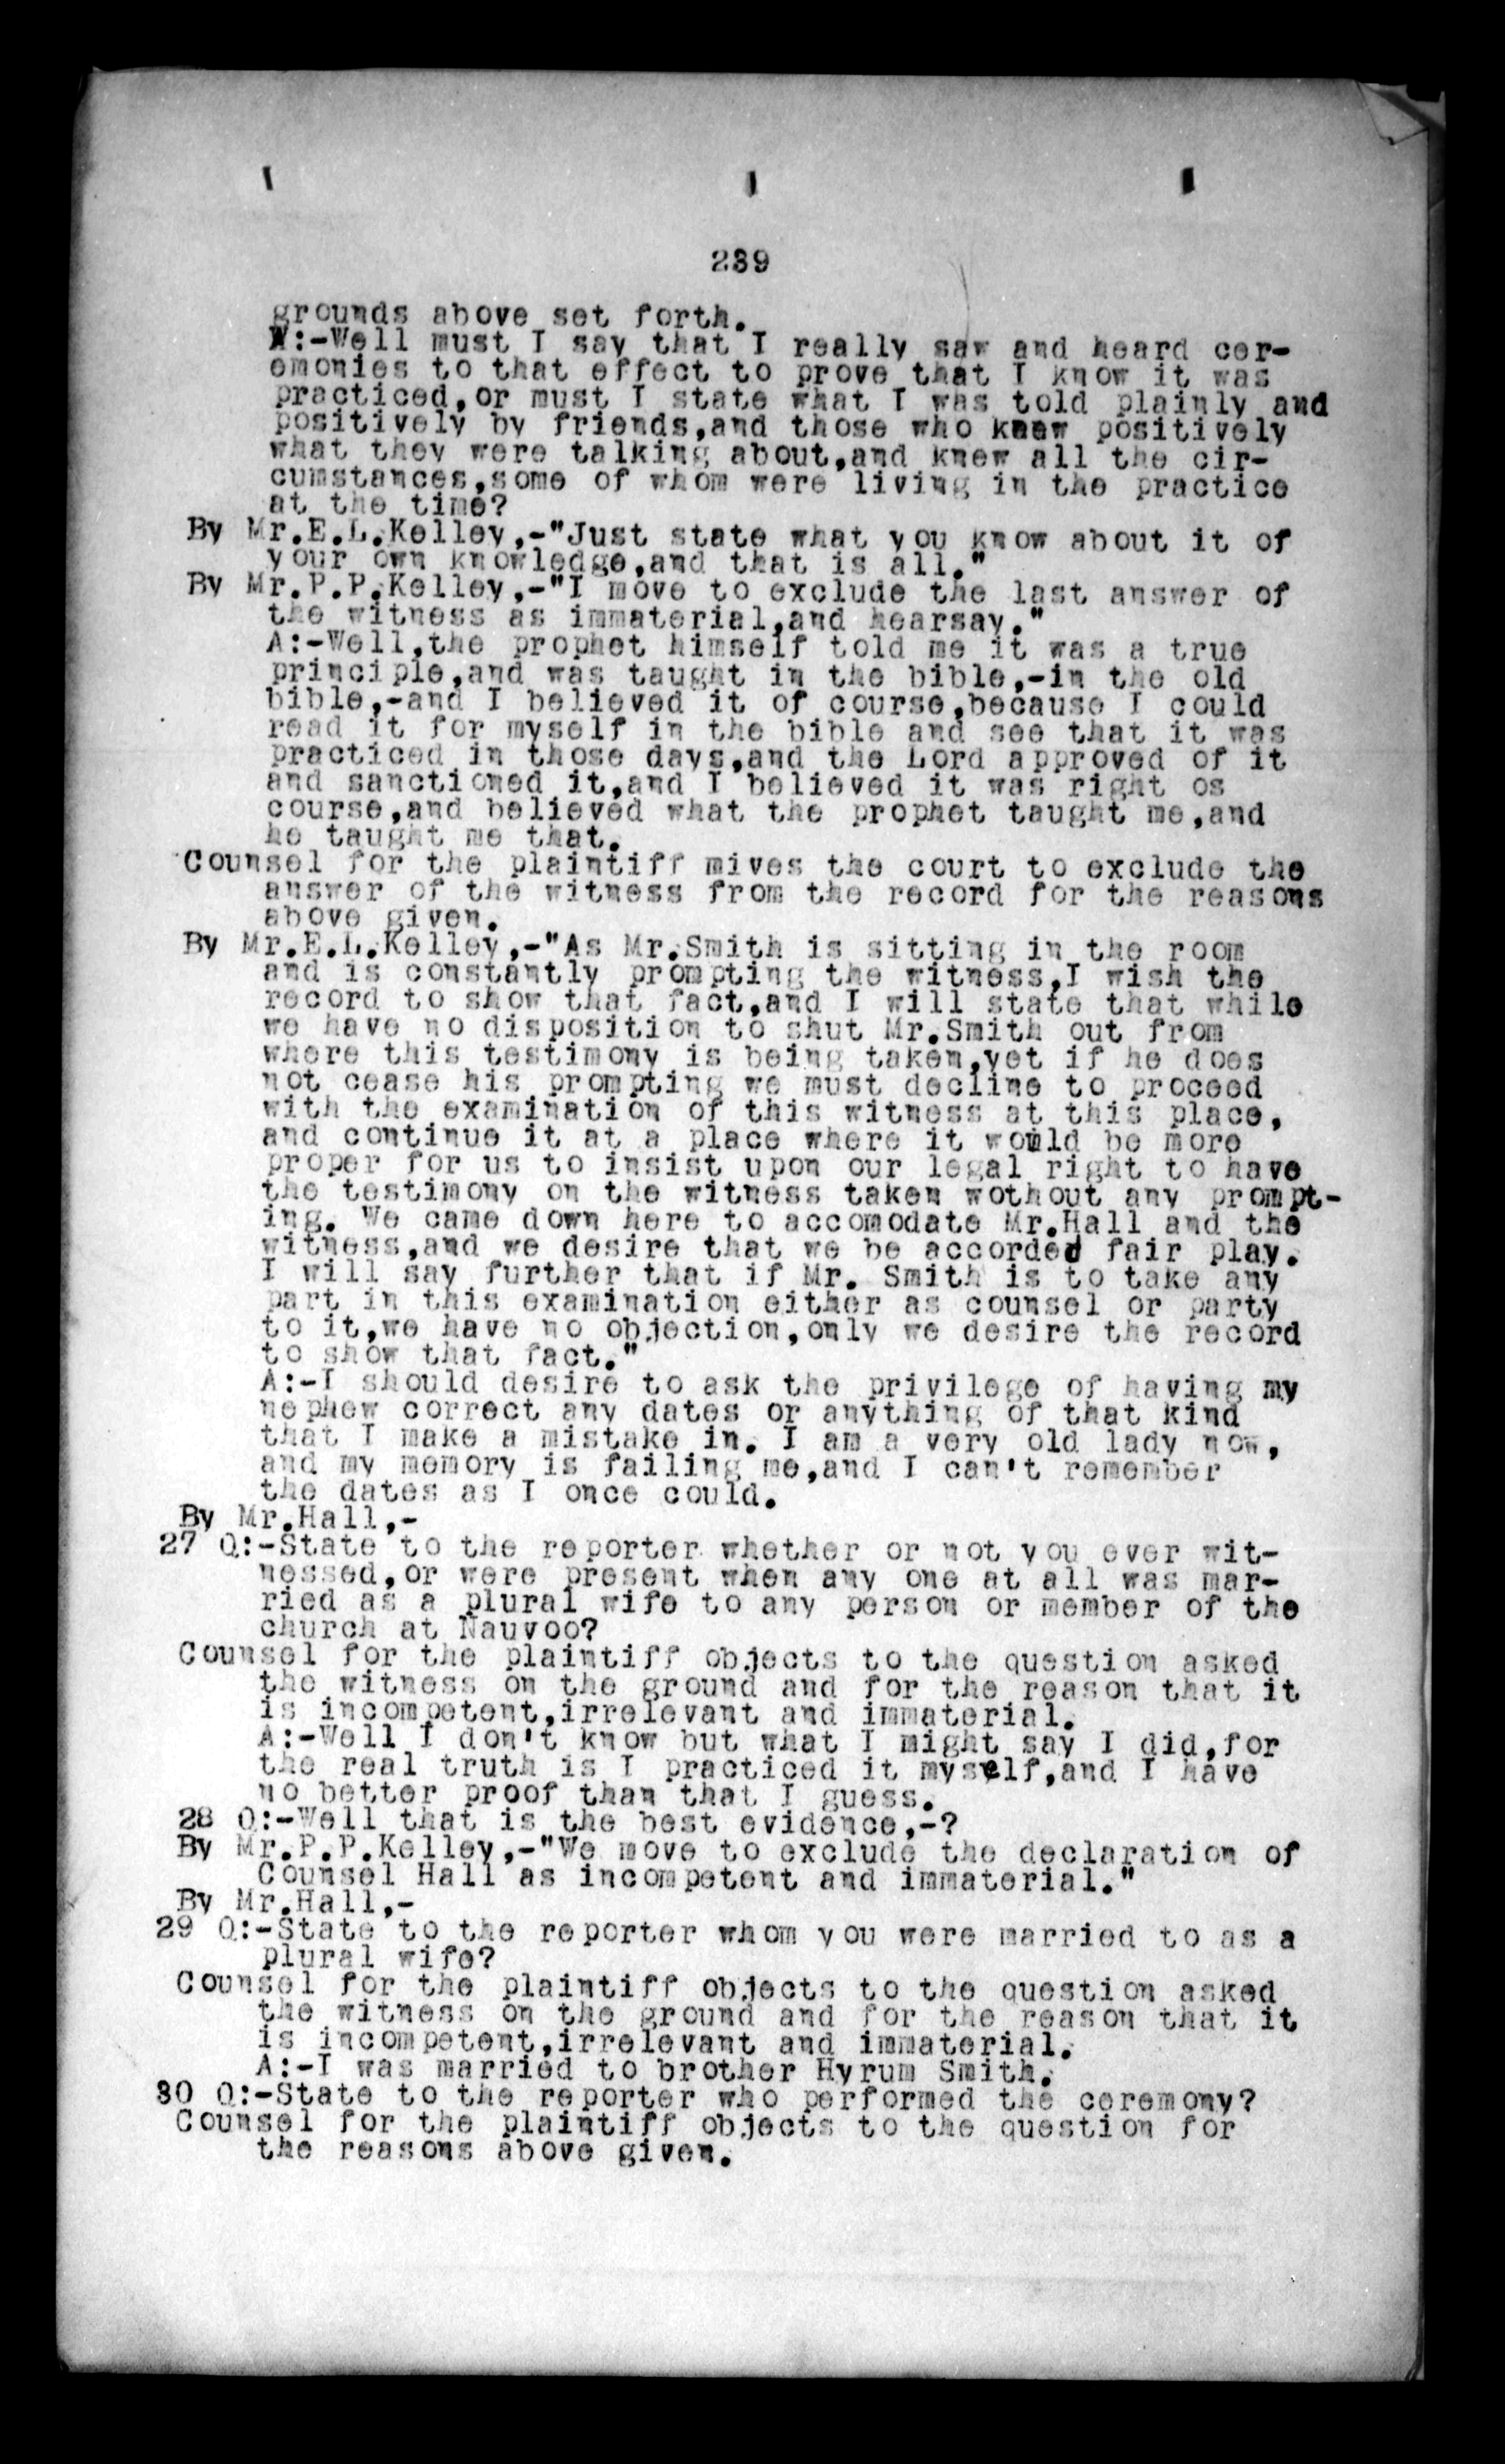 239
grounds above set forth.
W:-Well must I say that I really saw and heard cer-
emonies to that effect to prove that I know it was
practiced,or must I state what I was told plainly and
positively by friends,and those who knew positively
what they were talking about,and knew all the cir-
cumstances,some of whom were living in the practice
at the time?
By Mr.E.L.Kelley,-"Just state what you know about it of
your own knowledge,and that is all."
By Mr.P.P.Kelley,-"I move to exclude the last answer of
the witness as immaterial,and hearsay."
A:-Well,the prophet himself told me it was a true
principle,and was taught in the bible,-in the old
bible,-and I believed it of course,because I could
read it for myself in the bible and see that it was
practiced in those days,and the Lord approved of it
and sanctioned it,and I believed it was right os
course,and believed what the prophet taught me,and
he taught me that.
Counsel for the plaintiff mives the court to exclude the
answer of the witness from the record for the reasons
above given.
By Mr.E.L.Kelley,-"As Mr.Smith is sitting in the room
and is constantly prompting the witness,I wish the
record to show that fact,and I will state that while
we have no disposition to shut Mr.Smith out from
where this testimony is being taken,yet if he does
not cease his prompting we must decline to proceed
with the examination of this witness at this place,
and continue it at a place where it would be more
proper for us to insist upon our legal right to have
the testimony on the witness taken wothout any prompt-
ing. We came down here to accomodate Mr.Hall and the
witness,and we desire that we be accorded fair play.
I will say further that if Mr. Smith is to take any
part in this examination either as counsel or party
to it,we have no objection,only we desire the record
to show that fact."
A:-I should desire to ask the privilege of having my
nephew correct any dates or anything of that kind
that I make a mistake in. I am a very old lady now,
and my memory is failing me,and I can't remember
the dates as I once could.
By Mr.Hall,-
27 Q:-State to the reporter whether or not you ever wit-
nessed,or were present when any one at all was mar-
ried as a plural wife to any person or member of the
church at Nauvoo?
Counsel for the plaintiff objects to the question asked
the witness on the ground and for the reason that it
is incompetent,irrelevant and immaterial.
A:-Well I don't know but what I might say I did,for
the real truth is I practiced it myself,and I have
no better proof than that I guess.
28 Q:-Well that is the best evidence,-?
By Mr.P.P.Kelley,-"We move to exclude the declaration of
Counsel Hall as incompetent and immaterial."
By Mr.Hall,-
29 Q:-State to the reporter whom you were married to as a
plural wife?
Counsel for the plaintiff objects to the question asked
the witness on the ground and for the reason that it
is incompetent,irrelevant and immaterial.
A:-I was married to brother Hyrum Smith.
30 Q:-State to the reporter who performed the ceremony?
Counsel for the plaintiff objects to the question for
the reasons above given.